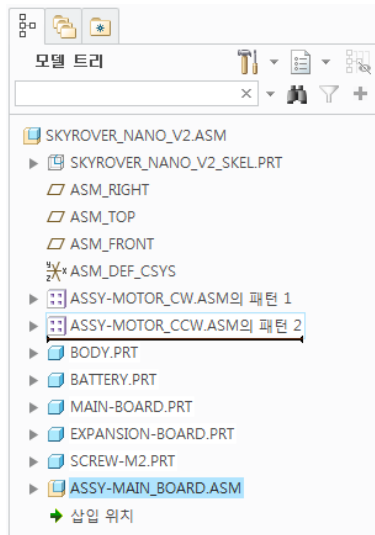 모델 트리
SKYROVER_NANO_V2.ASM
SKYROVER_NANO_V2_SKEL.PRT
ASM_RIGHT
ASM_TOP
ASM_FRONT
ASM_DEF_CSYS
ASSY-MOTOR_CW.ASM의 패턴 1
ASSY-MOTOR_CCW.ASM의 패턴 2
BODY.PRT
BATTERY.PRT
MAIN-BOARD.PRT
EXPANSION-BOARD.PRT
SCREW-M2.PRT
ASSY-MAIN_BOARD.ASM
삽입 위치